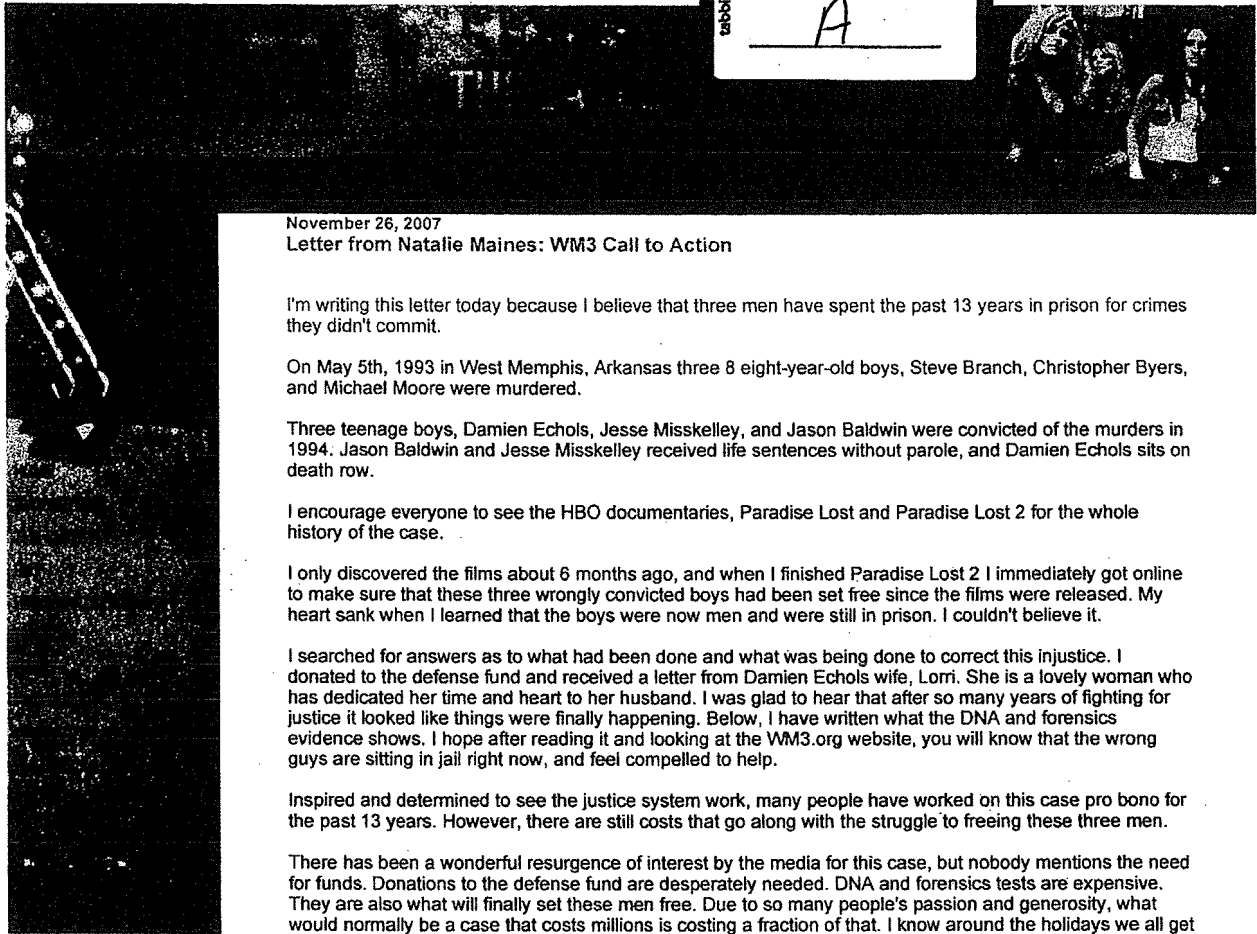 A
November 26, 2007
Letter from Natalie Maines: WM3 Call to Action
I'm writing this letter today because I believe that three men have spent the past 13 years in prison for crimes
they didn't commit.
On May 5th, 1993 in West Memphis, Arkansas three 8 eight-year-old boys, Steve Branch, Christopher Byers,
and Michael Moore were murdered.
Three teenage boys, Damien Echols, Jesse Misskelley, and Jason Baldwin were convicted of the murders in
1994. Jason Baldwin and Jesse Misskelley received life sentences without parole, and Damien Echols sits on
death row.
I encourage everyone to see the HBO documentaries, Paradise Lost and Paradise Lost 2 for the whole
history of the case.
I only discovered the films about 6 months ago, and when I finished Paradise Lost 2 I immediately got online
to make sure that these three wrongly convicted boys had been set free since the films were released. My
heart sank when I learned that the boys were now men and were still in prison. I couldn't believe it.
I searched for answers as to what had been done and what was being done to correct this injustice. I
donated to the defense fund and received a letter from Damien Echols wife, Lorri. She is a lovely woman who
has dedicated her time and heart to her husband. I was glad to hear that after so many years of fighting for
justice it looked like things were finally happening. Below, I have written what the DNA and forensics
evidence shows. I hope after reading it and looking at the WM3.org website, you will know that the wrong
guys are sitting in jail right now, and feel compelled to help.
Inspired and determined to see the justice system work, many people have worked on this case pro bono for
the past 13 years. However, there are still costs that go along with the struggle to freeing these three men.
There has been a wonderful resurgence of interest by the media for this case, but nobody mentions the need
for funds. Donations to the defense fund are desperately needed. DNA and forensics tests are expensive.
They are also what will finally set these men free. Due to so many people's passion and generosity, what
would normally be a case that costs millions is costing a fraction of that. I know around the holidays we all get